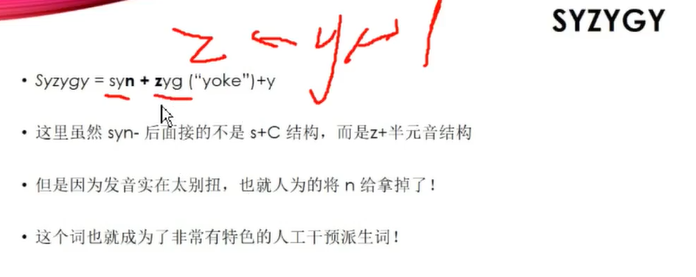 SYZYGY
z ← y ↔ 1
• Syzygy = syn + zyg (“yoke”)+y
• 这里虽然 syn- 后面接的不是 s+C 结构，而是z+半元音结构
• 但是因为发音实在太别扭，也就人为的将 n 给拿掉了！
• 这个词也就成为了非常有特色的人工干预派生词！